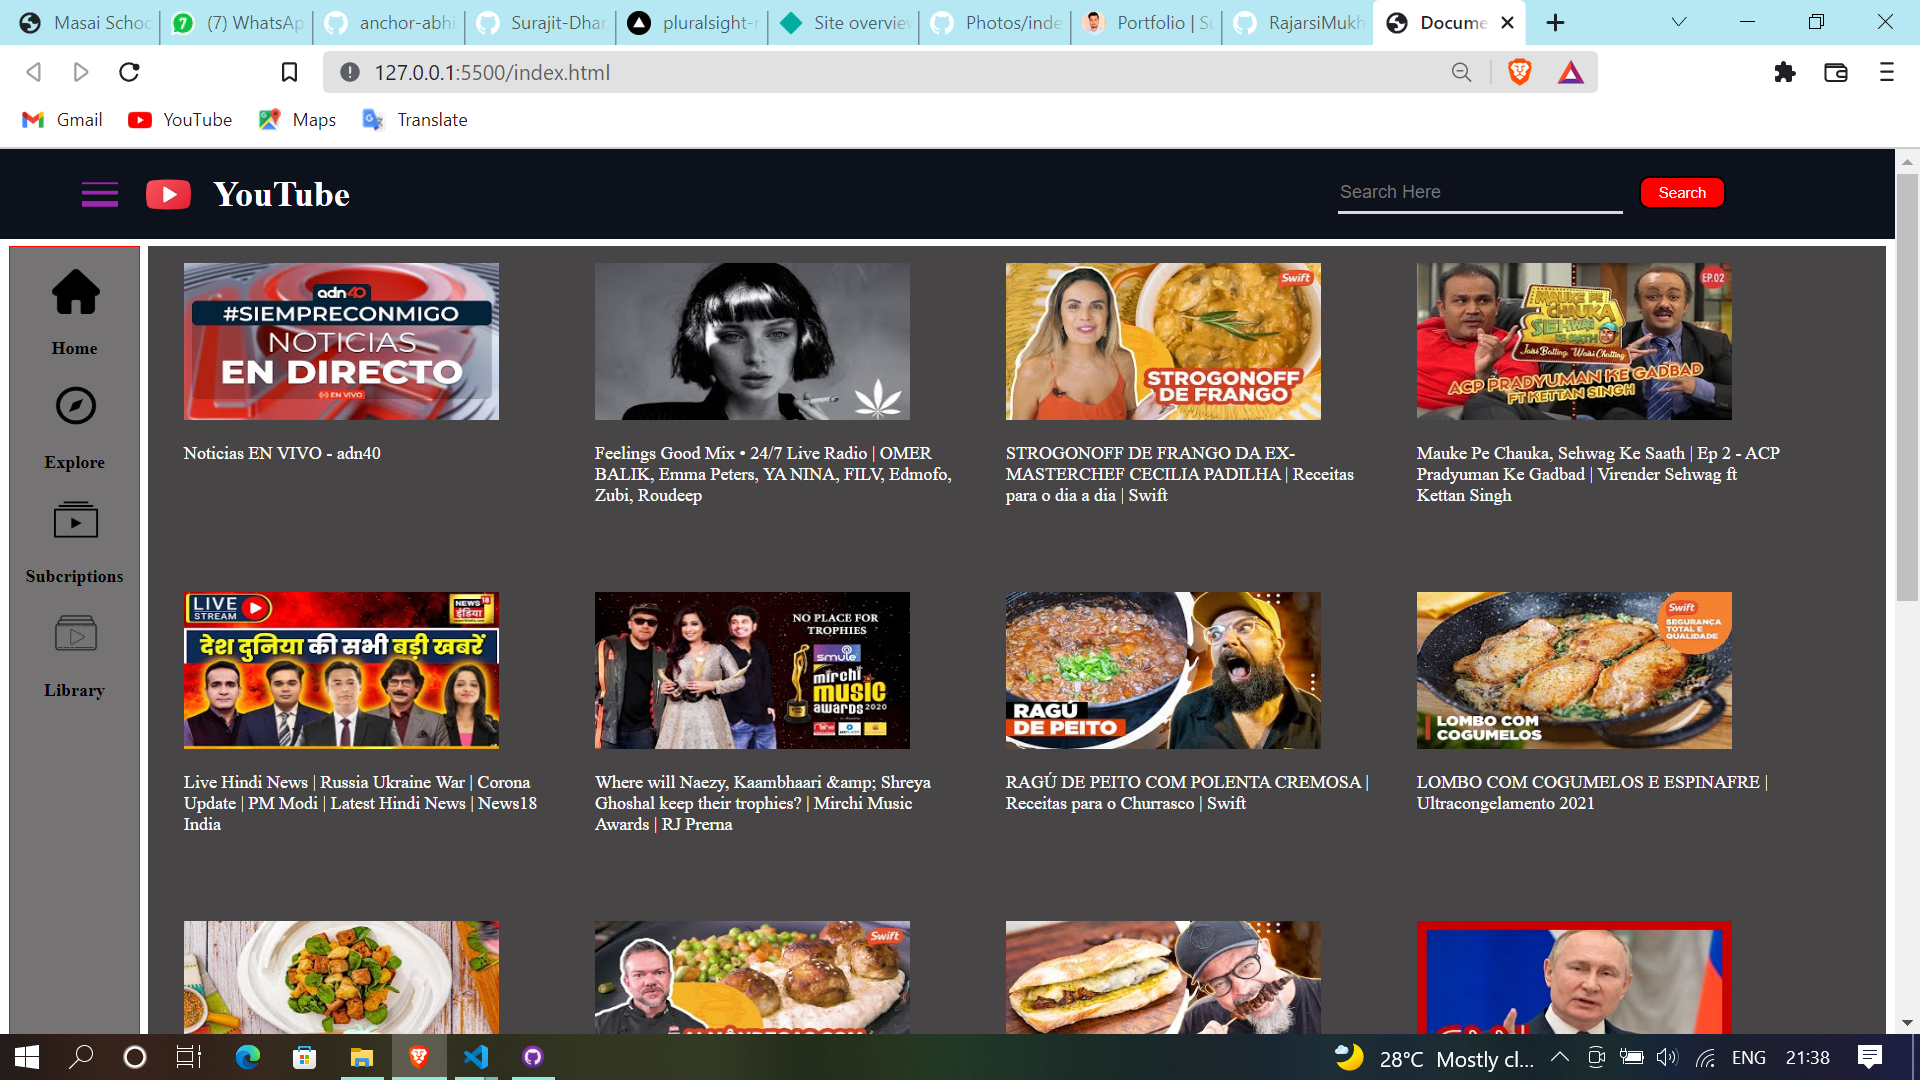 Masai Schoo
(7) WhatsAp
anchor-abhi
Surajit-Dhar
pluralsight-r
Site overview
Photos/inde
Portfolio | Su
RajarsiMukh
Docume
127.0.0.1:5500/index.html
Gmail
YouTube
Maps
Translate
YouTube
Search Here
Search
Home
Explore
Subcriptions
Library
adn40
#SIEMPRECONMIGO
NOTICIAS
EN DIRECTO
EN VIVO
Noticias EN VIVO - adn40
Feelings Good Mix • 24/7 Live Radio | OMER
BALIK, Emma Peters, YA NINA, FILV, Edmofo,
Zubi, Roudeep
Swift
STROGONOFF
DE FRANGO
STROGONOFF DE FRANGO DA EX-
MASTERCHEF CECILIA PADILHA | Receitas
para o dia a dia | Swift
EP.02
MAUKE PE
CHAUKA
SEHWAG
KE SAATH
Jaisi Batting, Waisi Chatting
ACP PRADYUMAN KE GADBAD
FT KETTAN SINGH
Mauke Pe Chauka, Sehwag Ke Saath | Ep 2 - ACP
Pradyuman Ke Gadbad | Virender Sehwag ft
Kettan Singh
LIVE
STREAM
NEWS 18
इंडिया
देश दुनिया की सभी बड़ी खबरें
Live Hindi News | Russia Ukraine War | Corona
Update | PM Modi | Latest Hindi News | News18
India
NO PLACE FOR
TROPHIES
smule
mirchi
music
awards 2020
Where will Naezy, Kaambhaari &amp; Shreya
Ghoshal keep their trophies? | Mirchi Music
Awards | RJ Prerna
RAGÚ
DE PEITO
RAGÚ DE PEITO COM POLENTA CREMOSA |
Receitas para o Churrasco | Swift
Swift
SEGURANÇA
TOTAL E
QUALIDADE
LOMBO COM
COGUMELOS
LOMBO COM COGUMELOS E ESPINAFRE |
Ultracongelamento 2021
Swift
28°C Mostly cl...
ENG
21:38